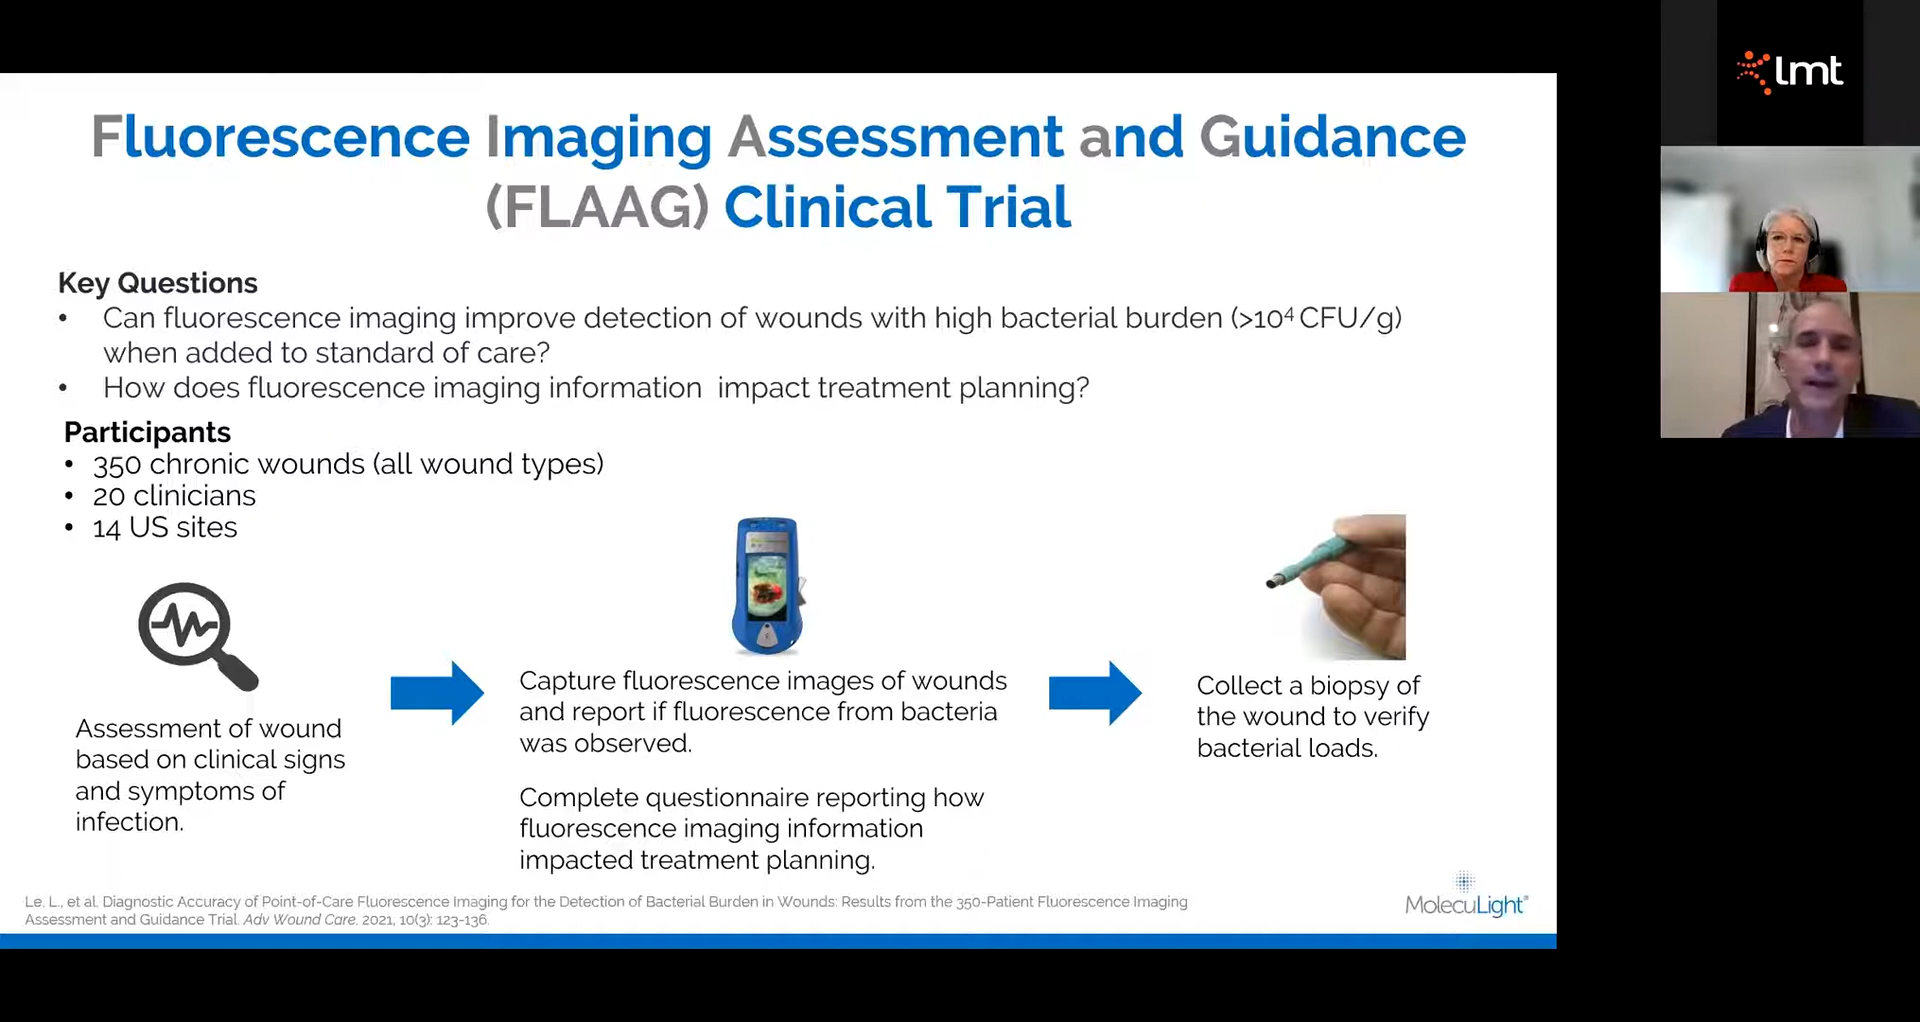 Fluorescence Imaging Assessment and Guidance
(FLAAG) Clinical Trial
Key Questions
• Can fluorescence imaging improve detection of wounds with high bacterial burden (>10⁴ CFU/g)
when added to standard of care?
• How does fluorescence imaging information impact treatment planning?
Participants
• 350 chronic wounds (all wound types)
• 20 clinicians
• 14 US sites
Assessment of wound
based on clinical signs
and symptoms of
infection.
Capture fluorescence images of wounds
and report if fluorescence from bacteria
was observed.
Complete questionnaire reporting how
fluorescence imaging information
impacted treatment planning.
Collect a biopsy of
the wound to verify
bacterial loads.
Le. L., et al. Diagnostic Accuracy of Point-of-Care Fluorescence Imaging for the Detection of Bacterial Burden in Wounds: Results from the 350-Patient Fluorescence Imaging
Assessment and Guidance Trial. Adv Wound Care. 2021, 10(3): 123-136.
MolecuLight®
lmt